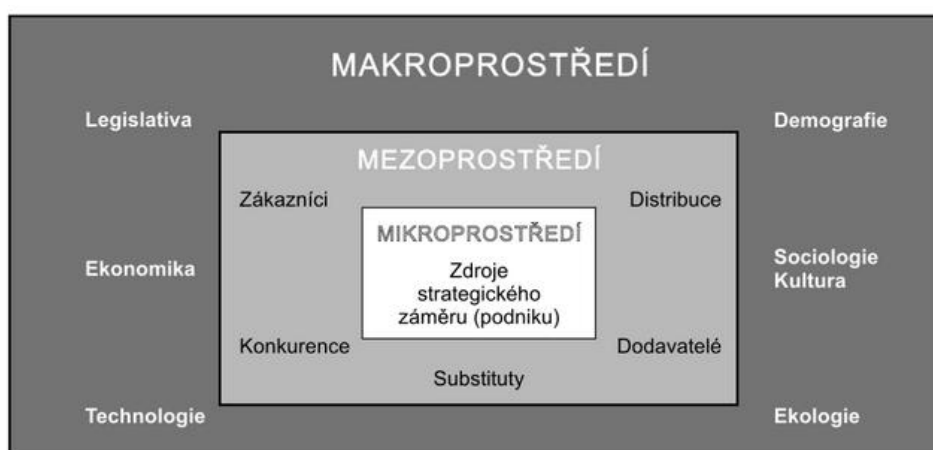 MAKROPROSTŘEDÍ
Legislativa
Demografie
MEZOPROSTŘEDÍ
Zákazníci
Distribuce
MIKROPROSTŘEDÍ
Zdroje
strategického
záměru (podniku)
Ekonomika
Sociologie
Kultura
Konkurence
Dodavatelé
Substituty
Technologie
Ekologie